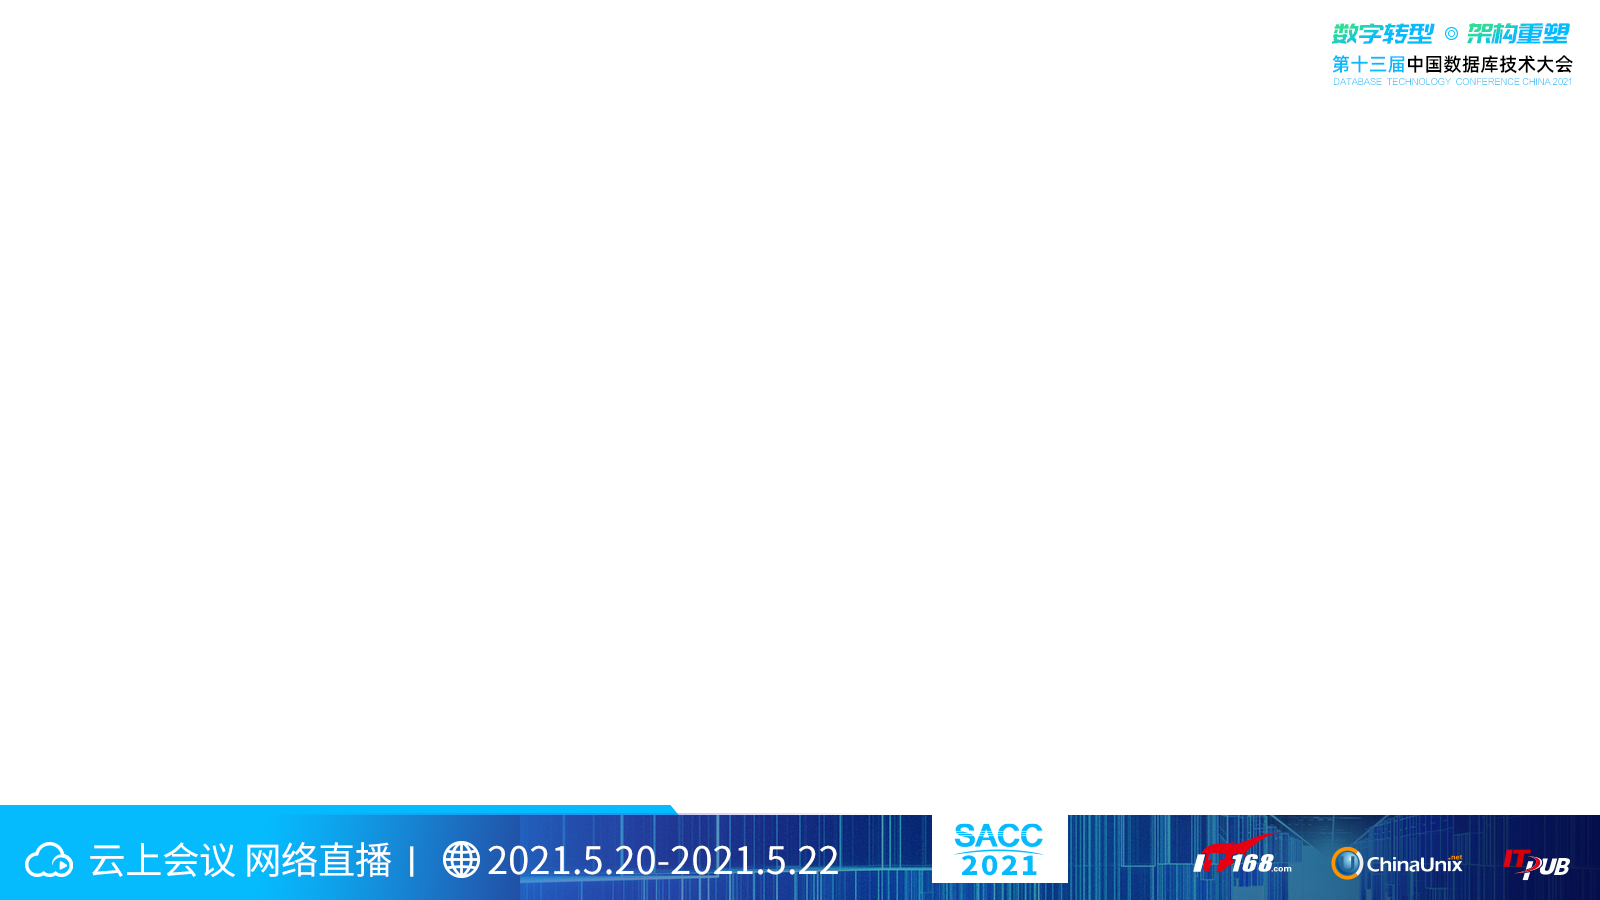 数字转型 架构重塑
第十三届中国数据库技术大会
DATABASE TECHNOLOGY CONFERENCE CHINA 2021
云上会议 网络直播 | 2021.5.20-2021.5.22
SACC
2021
IT168.com
ChinaUnix.net
ITPUB